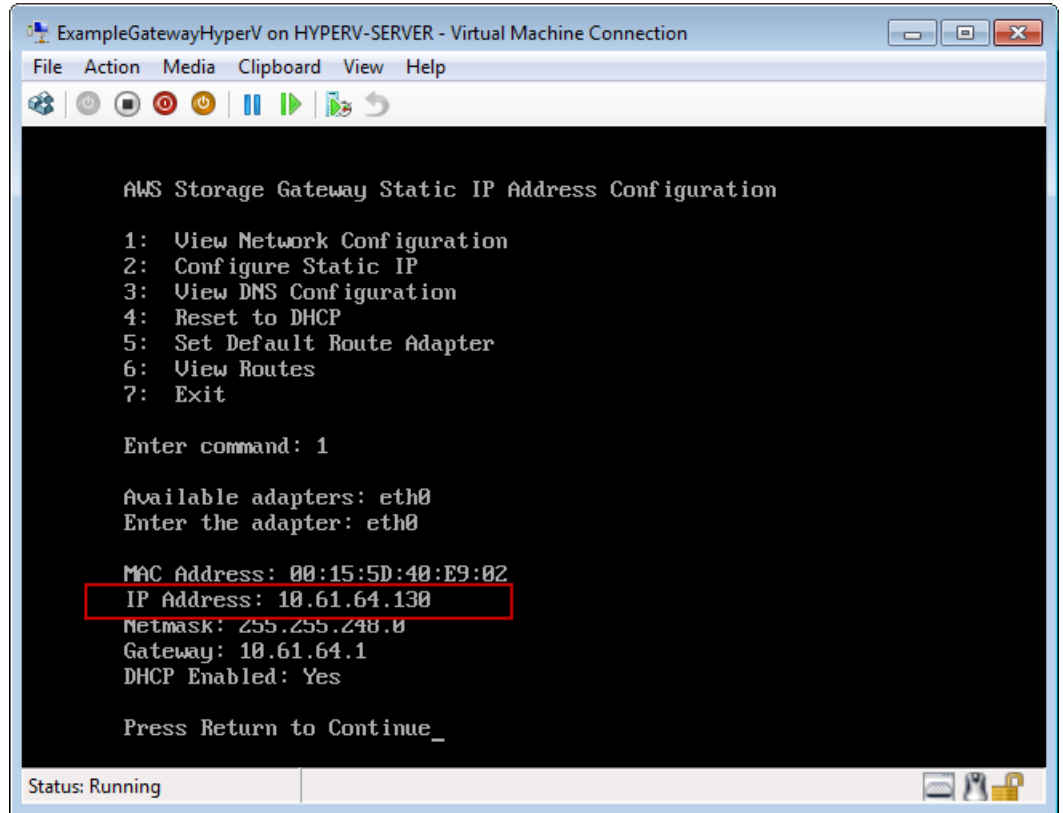 ExampleGatewayHyperV on HYPERV-SERVER - Virtual Machine Connection
File Action Media Clipboard View Help
AWS Storage Gateway Static IP Address Configuration
1: View Network Configuration
2: Configure Static IP
3: View DNS Configuration
4: Reset to DHCP
5: Set Default Route Adapter
6: View Routes
7: Exit
Enter command: 1
Available adapters: eth0
Enter the adapter: eth0
MAC Address: 00:15:5D:40:E9:02
IP Address: 10.61.64.130
Netmask: 255.255.248.0
Gateway: 10.61.64.1
DHCP Enabled: Yes
Press Return to Continue_
Status: Running